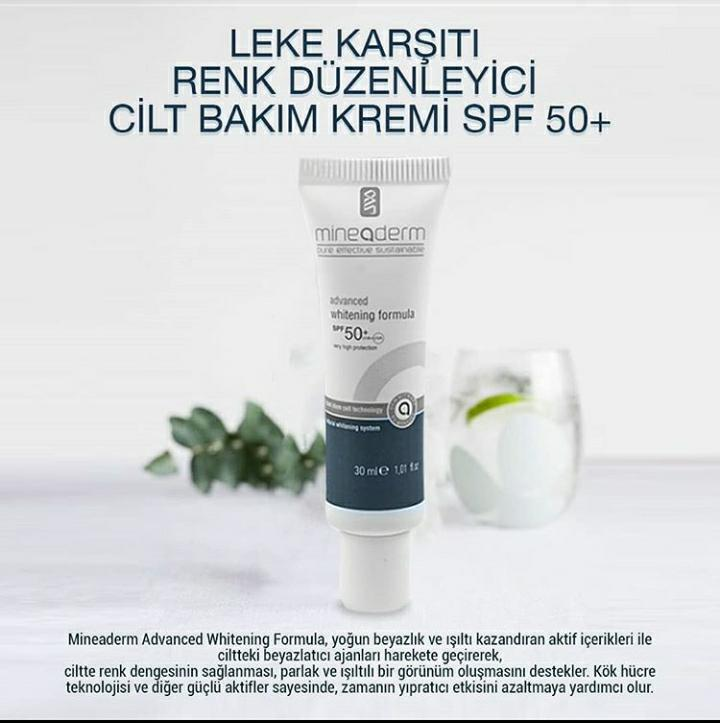 LEKE KARŞITI
RENK DÜZENLEYİCİ
CİLT BAKIM KREMİ SPF 50+
mineaderm
pure effective sustainable
advanced
whitening formula
SPF 50+
very high protection
stem cell technology
whitening system
30 ml e 1,01 fl oz
Mineaderm Advanced Whitening Formula, yoğun beyazlık ve ışıltı kazandıran aktif içerikleri ile
ciltteki beyazlatıcı ajanları harekete geçirerek,
ciltte renk dengesinin sağlanması, parlak ve ışıltılı bir görünüm oluşmasını destekler. Kök hücre
teknolojisi ve diğer güçlü aktifler sayesinde, zamanın yıpratıcı etkisini azaltmaya yardımcı olur.